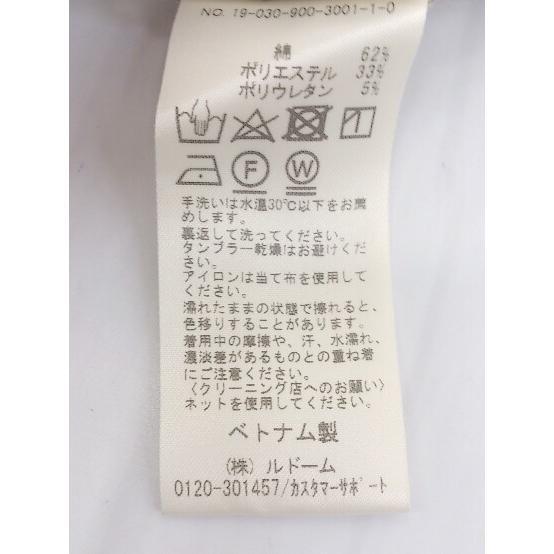 NO. 19-030-900-3001-1-0
綿 62%
ポリエステル 33%
ポリウレタン 5%
F W
手洗いは水温30℃以下をお薦
めします。
裏返して洗ってください。
タンブラー乾燥はお避けくだ
さい。
アイロンは当て布を使用して
ください。
濡れたままの状態で擦れると、
色移りすることがあります。
着用中の摩擦や、汗、水濡れ、
濃淡差があるものとの重ね着
にご注意ください。
〈クリーニング店へのお願い〉
ネットを使用してください。
ベトナム製
(株) ルドーム
0120-301457/カスタマーサポート